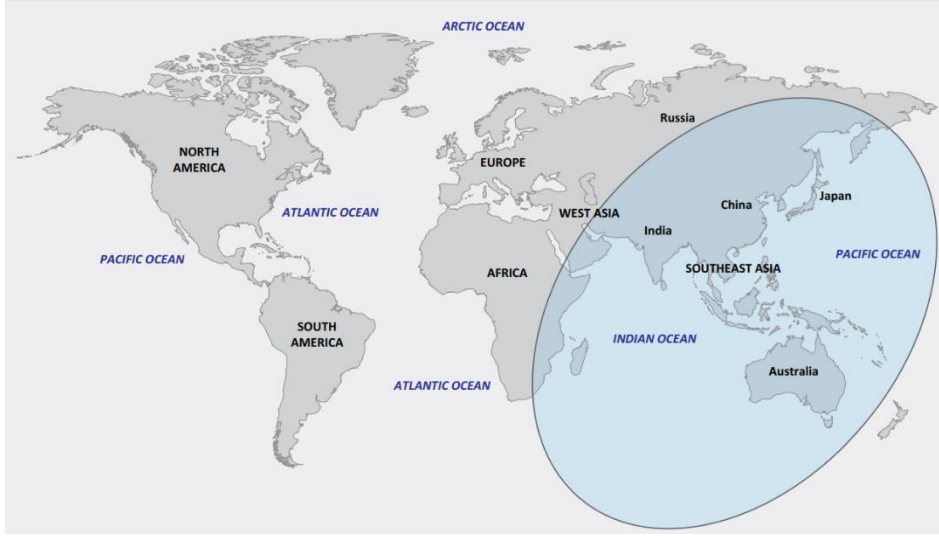 ARCTIC OCEAN
Russia
NORTH
AMERICA
EUROPE
China
Japan
ATLANTIC OCEAN
WEST ASIA
India
PACIFIC OCEAN
PACIFIC OCEAN
AFRICA
SOUTHEAST ASIA
SOUTH
AMERICA
INDIAN OCEAN
Australia
ATLANTIC OCEAN